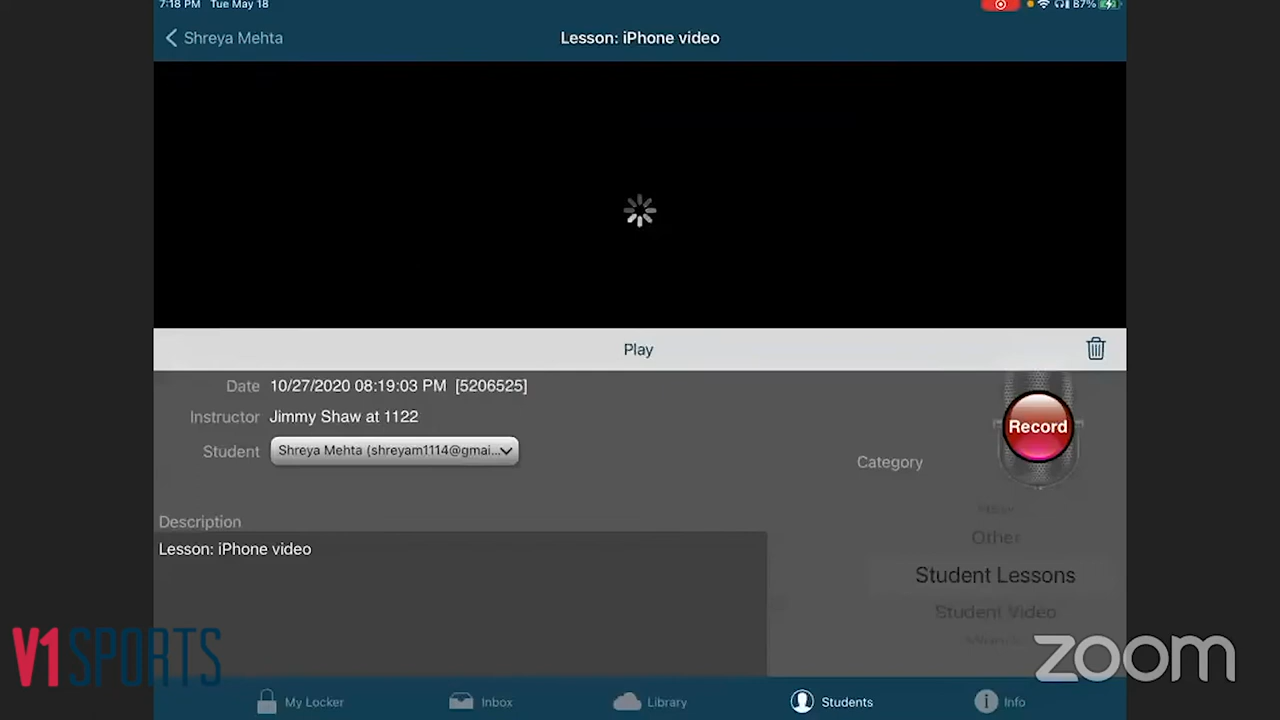 7:18 PM Tue May 18
87%
Shreya Mehta
Lesson: iPhone video
Play
Date 10/27/2020 08:19:03 PM [5206525]
Instructor Jimmy Shaw at 1122
Student Shreya Mehta (shreyam1114@gmai...
Record
Category
Other
Student Lessons
Student Video
Description
Lesson: iPhone video
V1 SPORTS
zoom
My Locker
Inbox
Library
Students
Info